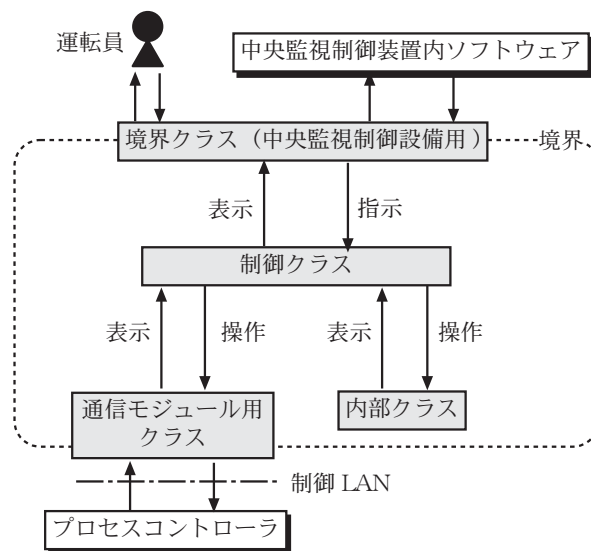 運転員
中央監視制御装置内ソフトウェア
境界クラス（中央監視制御設備用）
境界
表示
指示
制御クラス
表示
操作
表示
操作
通信モジュール用
クラス
内部クラス
制御 LAN
プロセスコントローラ